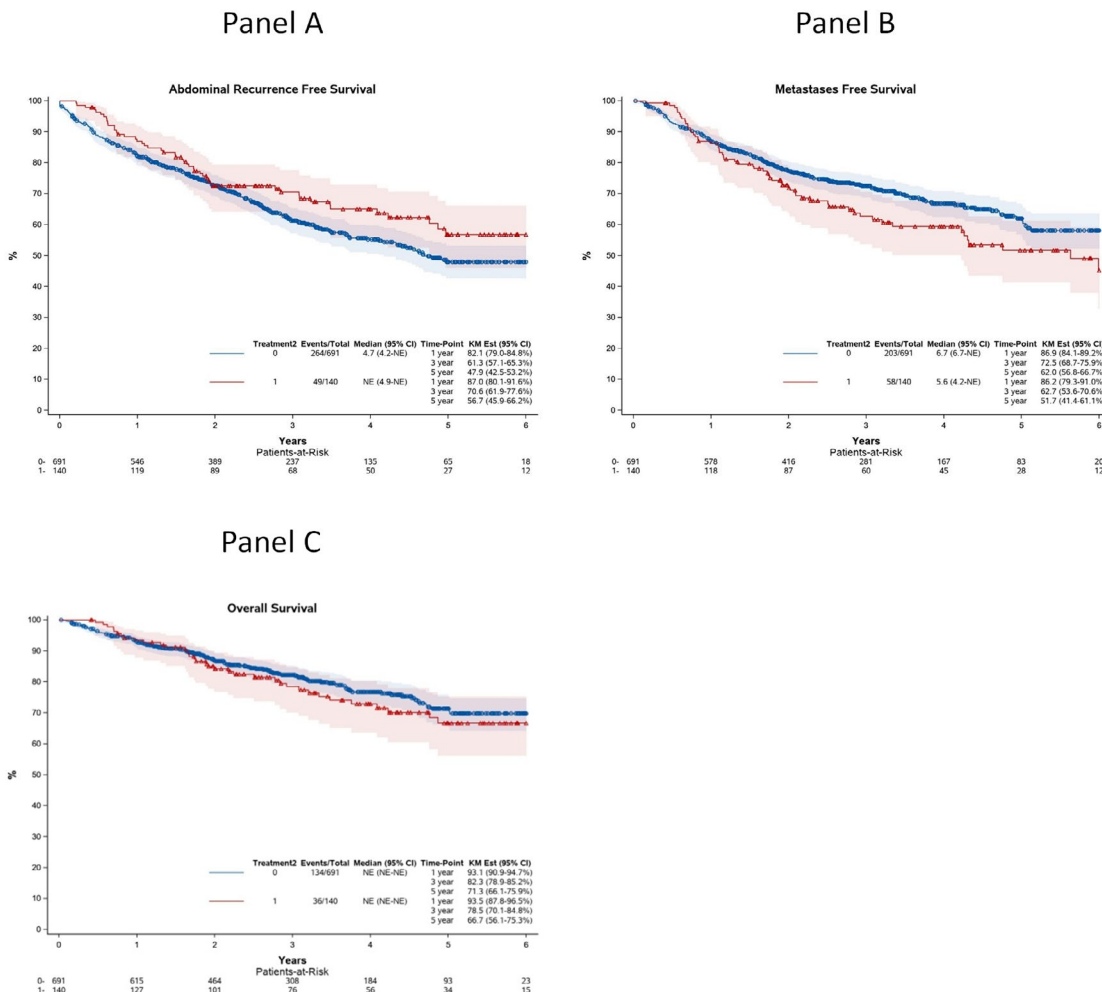 Panel A
Abdominal Recurrence Free Survival
100
90
80
70
60
50
40
30
20
10
0
%
Treatment2 Events/Total Median (95% CI) Time-Point KM Est (95% CI)
0 264/691 4.7 (4.2-NE) 1 year 82.1 (79.0-84.8%)
3 year 61.3 (57.1-65.3%)
5 year 47.9 (42.5-53.2%)
1 49/140 NE (4.9-NE) 1 year 87.0 (80.1-91.6%)
3 year 70.6 (61.9-77.6%)
5 year 56.7 (45.9-66.2%)
0 1 2 3 4 5 6
Years
Patients-at-Risk
0- 691 546 389 237 135 65 18
1- 140 119 89 68 50 27 12
Panel B
Metastases Free Survival
100
90
80
70
60
50
40
30
20
10
0
%
Treatment2 Events/Total Median (95% CI) Time-Point KM Est (95% CI)
0 203/691 6.7 (6.7-NE) 1 year 86.9 (84.1-89.2%)
3 year 72.5 (68.7-75.9%)
5 year 62.0 (56.8-66.7%)
1 58/140 5.6 (4.2-NE) 1 year 86.2 (79.3-91.0%)
3 year 62.7 (53.6-70.6%)
5 year 51.7 (41.4-61.1%)
0 1 2 3 4 5 6
Years
Patients-at-Risk
0- 691 578 416 281 167 83 20
1- 140 118 87 60 45 28 12
Panel C
Overall Survival
100
90
80
70
60
50
40
30
20
10
0
%
Treatment2 Events/Total Median (95% CI) Time-Point KM Est (95% CI)
0 134/691 NE (NE-NE) 1 year 93.1 (90.9-94.7%)
3 year 82.3 (78.9-85.2%)
5 year 71.3 (66.1-75.9%)
1 36/140 NE (NE-NE) 1 year 93.5 (87.8-96.5%)
3 year 78.5 (70.1-84.8%)
5 year 66.7 (56.1-75.3%)
0 1 2 3 4 5 6
Years
Patients-at-Risk
0- 691 615 464 308 184 93 23
1- 140 127 101 76 56 34 15